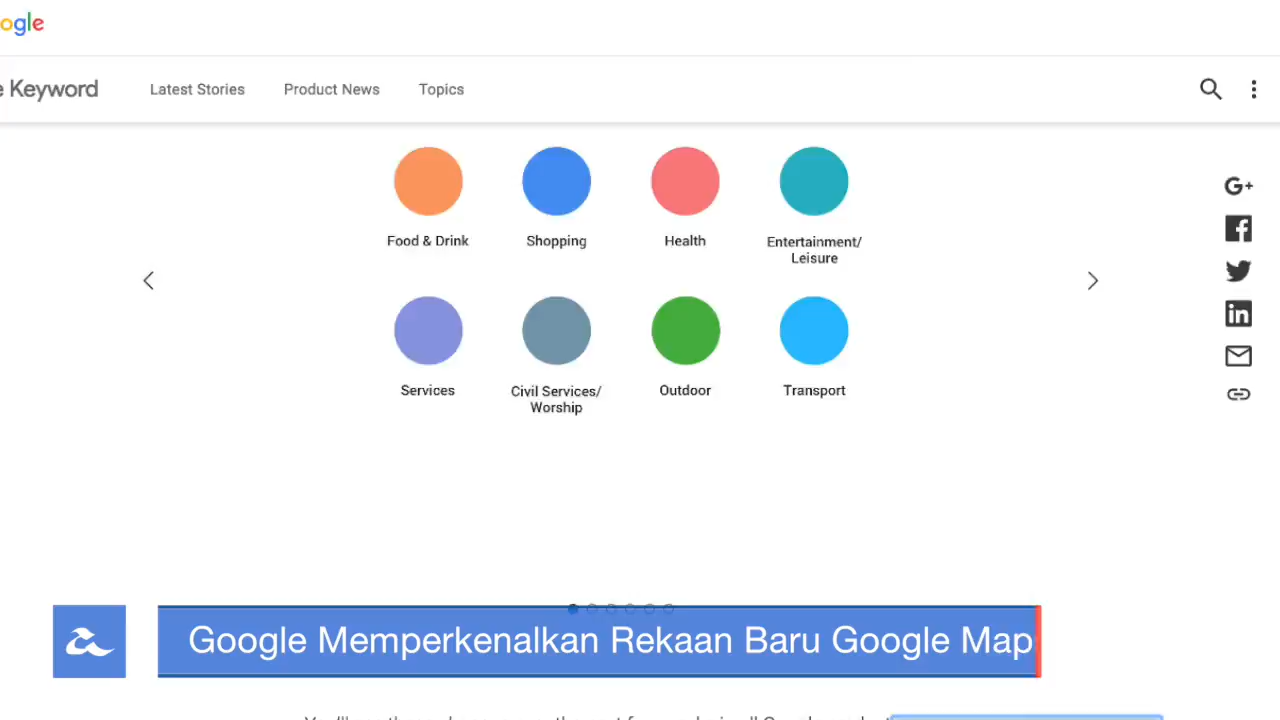 ogle
e Keyword
Latest Stories
Product News
Topics
Food & Drink
Shopping
Health
Entertainment/
Leisure
Services
Civil Services/
Worship
Outdoor
Transport
Google Memperkenalkan Rekaan Baru Google Map